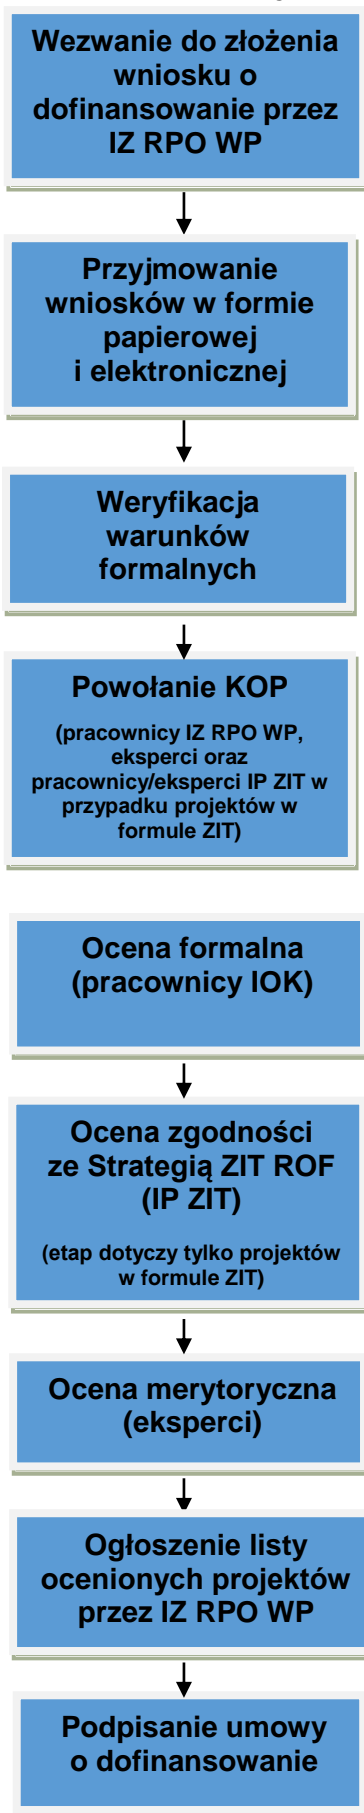 Wezwanie do złożenia
wniosku o
dofinansowanie przez
IZ RPO WP
Przyjmowanie
wniosków w formie
papierowej
i elektronicznej
Weryfikacja
warunków
formalnych
Powołanie KOP
(pracownicy IZ RPO WP,
eksperci oraz
pracownicy/eksperci IP ZIT w
przypadku projektów w
formule ZIT)
Ocena formalna
(pracownicy IOK)
Ocena zgodności
ze Strategią ZIT ROF
(IP ZIT)
(etap dotyczy tylko projektów
w formule ZIT)
Ocena merytoryczna
(eksperci)
Ogłoszenie listy
ocenionych projektów
przez IZ RPO WP
Podpisanie umowy
o dofinansowanie